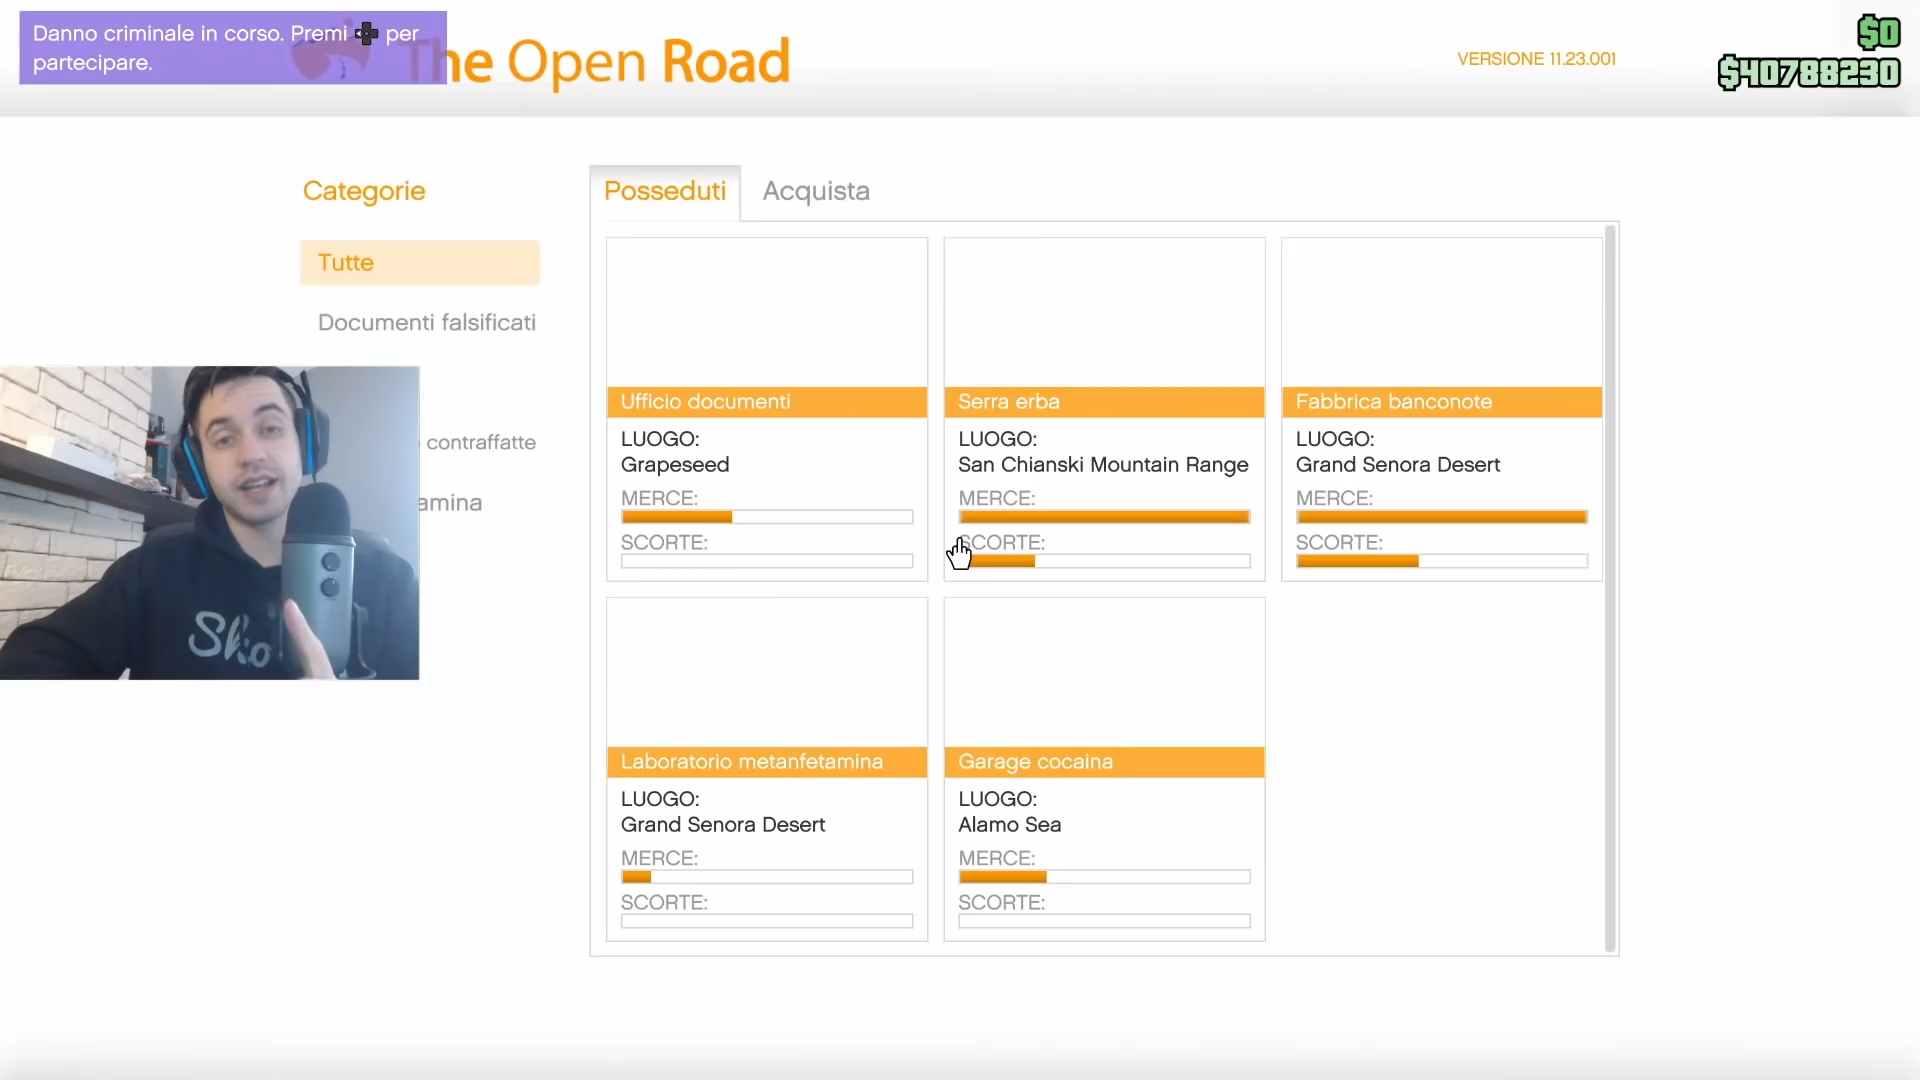 Danno criminale in corso. Premi per
partecipare.
The Open Road
VERSIONE 11.23.001
$0
$40788230
Categorie
Tutte
Documenti falsificati
contraffatte
amina
Posseduti
Acquista
Ufficio documenti
LUOGO:
Grapeseed
MERCE:
SCORTE:
Serra erba
LUOGO:
San Chianski Mountain Range
MERCE:
SCORTE:
Fabbrica banconote
LUOGO:
Grand Senora Desert
MERCE:
SCORTE:
Laboratorio metanfetamina
LUOGO:
Grand Senora Desert
MERCE:
SCORTE:
Garage cocaina
LUOGO:
Alamo Sea
MERCE:
SCORTE: